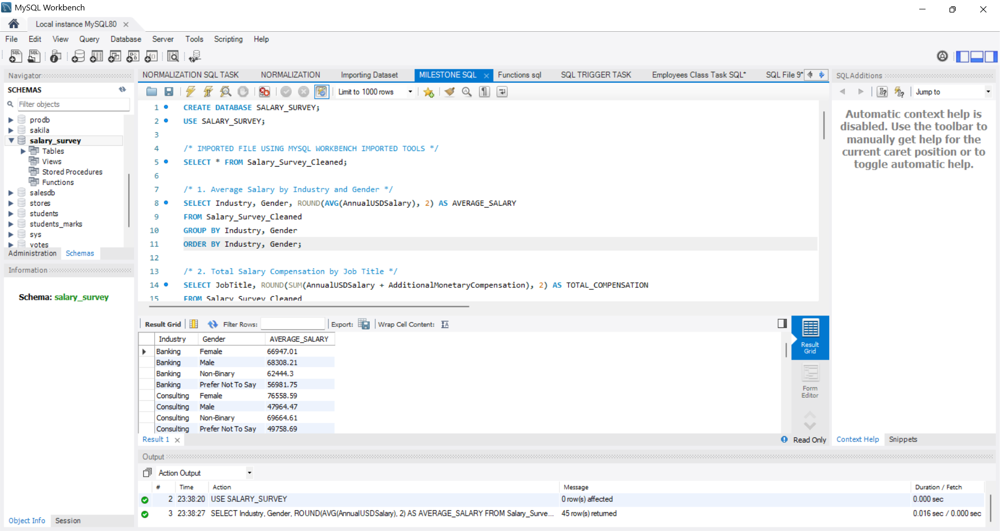 MySQL Workbench
Local instance MySQL80
File Edit View Query Database Server Tools Scripting Help
Navigator
SCHEMAS
Filter objects
prodb
sakila
salary_survey
Tables
Views
Stored Procedures
Functions
salesdb
stores
students
students_marks
sys
votes
Administration Schemas
Information
Schema: salary_survey
Object Info Session
NORMALIZATION SQL TASK NORMALIZATION Importing Dataset MILESTONE SQL Functions sql SQL TRIGGER TASK Employees Class Task SQL* SQL File 9*
Limit to 1000 rows
1 CREATE DATABASE SALARY_SURVEY;
2 USE SALARY_SURVEY;
3
4 /* IMPORTED FILE USING MYSQL WORKBENCH IMPORTED TOOLS */
5 SELECT * FROM Salary_Survey_Cleaned;
6
7 /* 1. Average Salary by Industry and Gender */
8 SELECT Industry, Gender, ROUND(AVG(AnnualUSDSalary), 2) AS AVERAGE_SALARY
9 FROM Salary_Survey_Cleaned
10 GROUP BY Industry, Gender
11 ORDER BY Industry, Gender;
12
13 /* 2. Total Salary Compensation by Job Title */
14 SELECT JobTitle, ROUND(SUM(AnnualUSDSalary + AdditionalMonetaryCompensation), 2) AS TOTAL_COMPENSATION
15 FROM Salary_Survey_Cleaned
Result Grid Filter Rows: Export: Wrap Cell Content:
Industry Gender AVERAGE_SALARY
Banking Female 66947.01
Banking Male 68308.21
Banking Non-Binary 62444.3
Banking Prefer Not To Say 56981.75
Consulting Female 76558.59
Consulting Male 47964.47
Consulting Non-Binary 69664.61
Consulting Prefer Not To Say 49758.69
Result
Grid
Form
Editor
Result 1 Read Only
SQLAdditions
Jump to
Automatic context help is
disabled. Use the toolbar to
manually get help for the
current caret position or to
toggle automatic help.
Context Help Snippets
Output
Action Output
# Time Action Message Duration / Fetch
2 23:38:20 USE SALARY_SURVEY 0 row(s) affected 0.000 sec
3 23:38:27 SELECT Industry, Gender, ROUND(AVG(AnnualUSDSalary), 2) AS AVERAGE_SALARY FROM Salary_Surve... 45 row(s) returned 0.016 sec / 0.000 sec